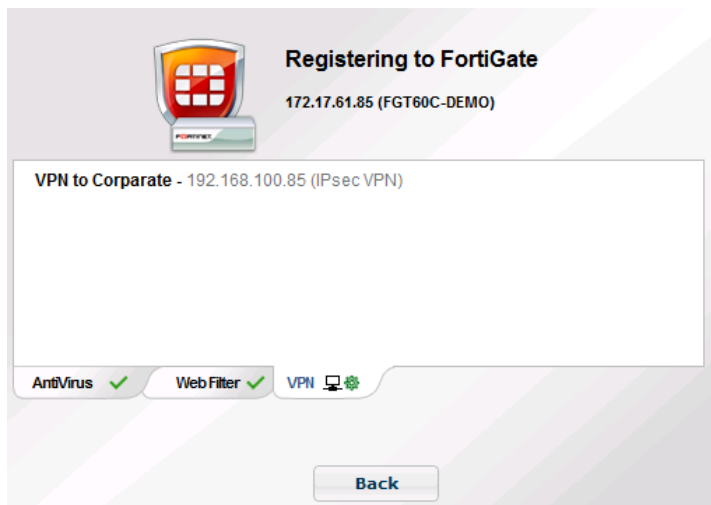 Registering to FortiGate
172.17.61.85 (FGT60C-DEMO)
FORTINET
VPN to Corparate - 192.168.100.85 (IPsec VPN)
AntiVirus
Web Filter
VPN
Back